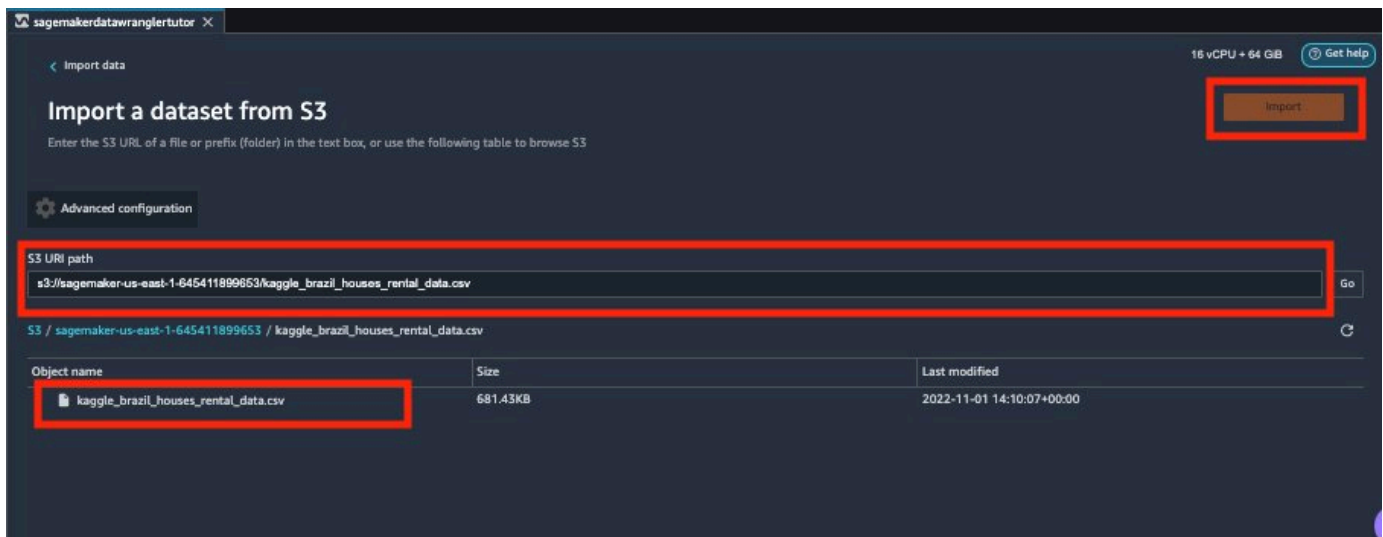 sagemakerdatawranglertutor
Import data
16 vCPU + 64 GiB
Get help
Import a dataset from S3
Import
Enter the S3 URL of a file or prefix (folder) in the text box, or use the following table to browse S3
Advanced configuration
S3 URI path
s3://sagemaker-us-east-1-645411899653/kaggle_brazil_houses_rental_data.csv
Go
S3 / sagemaker-us-east-1-645411899653 / kaggle_brazil_houses_rental_data.csv
Object name Size Last modified
kaggle_brazil_houses_rental_data.csv 681.43KB 2022-11-01 14:10:07+00:00